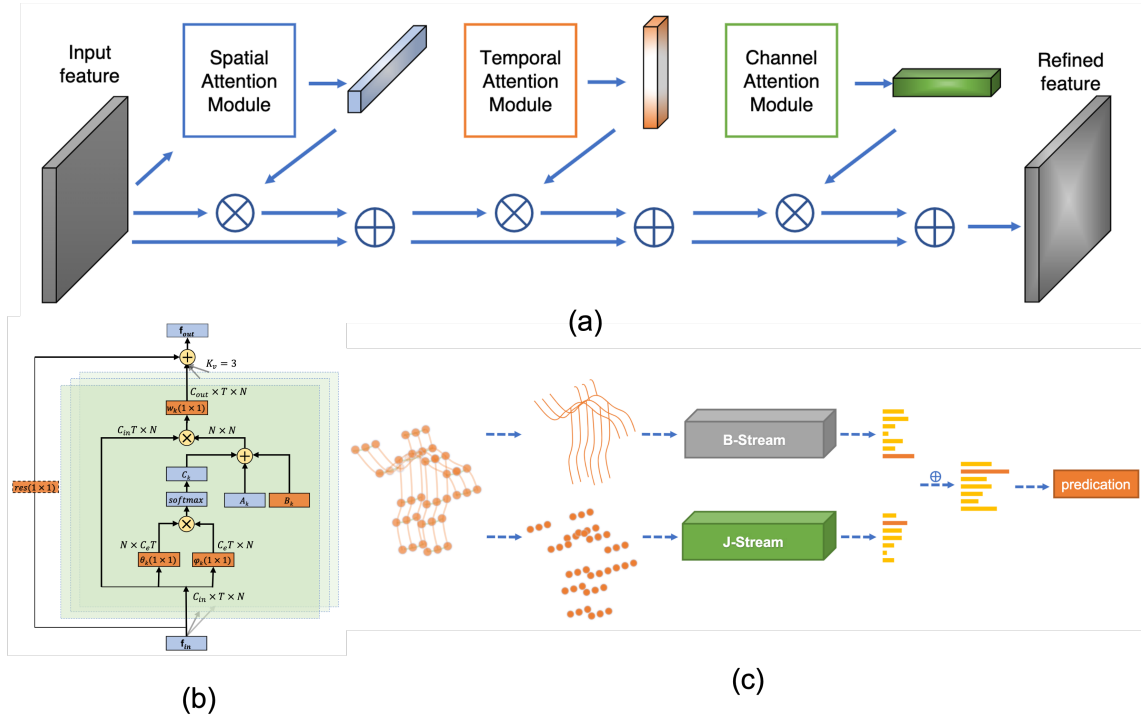 Input
feature
Spatial
Attention
Module
Temporal
Attention
Module
Channel
Attention
Module
Refined
feature
(a)
f_out
K_v = 3
C_out × T × N
w_k(1 × 1)
C_in T × N
N × N
C_k
softmax
A_k
B_k
res(1×1)
N × C_e T
C_e T × N
θ_k(1 × 1)
φ_k(1 × 1)
C_in × T × N
f_in
(b)
B-Stream
J-Stream
predication
(c)